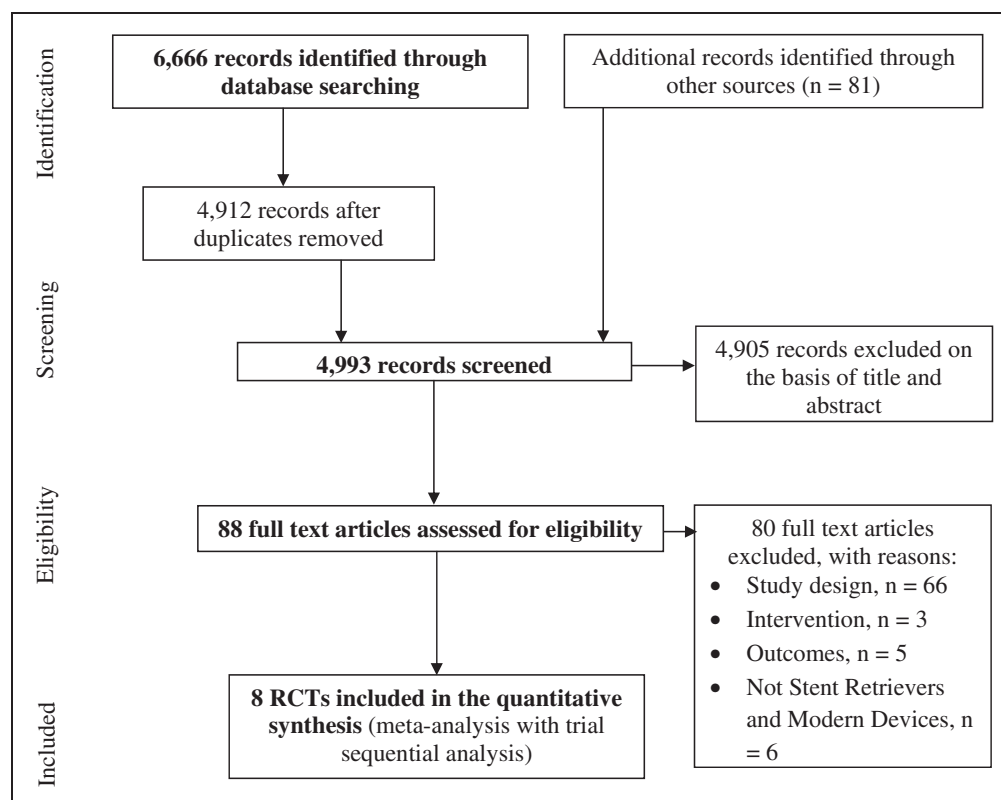 Identification
6,666 records identified through
database searching
Additional records identified through
other sources (n = 81)
4,912 records after
duplicates removed
Screening
4,993 records screened
4,905 records excluded on
the basis of title and
abstract
Eligibility
88 full text articles assessed for eligibility
80 full text articles
excluded, with reasons:
• Study design, n = 66
• Intervention, n = 3
• Outcomes, n = 5
• Not Stent Retrievers
and Modern Devices, n
= 6
Included
8 RCTs included in the quantitative
synthesis (meta-analysis with trial
sequential analysis)